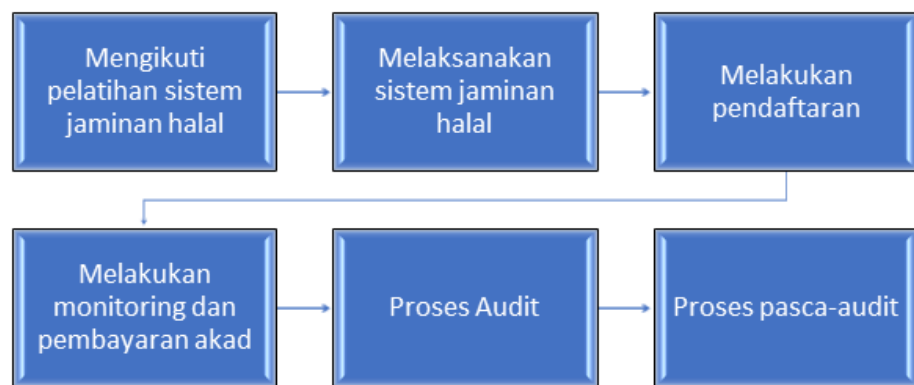 Mengikuti
pelatihan sistem
jaminan halal
Melaksanakan
sistem jaminan
halal
Melakukan
pendaftaran
Melakukan
monitoring dan
pembayaran akad
Proses Audit
Proses pasca-audit